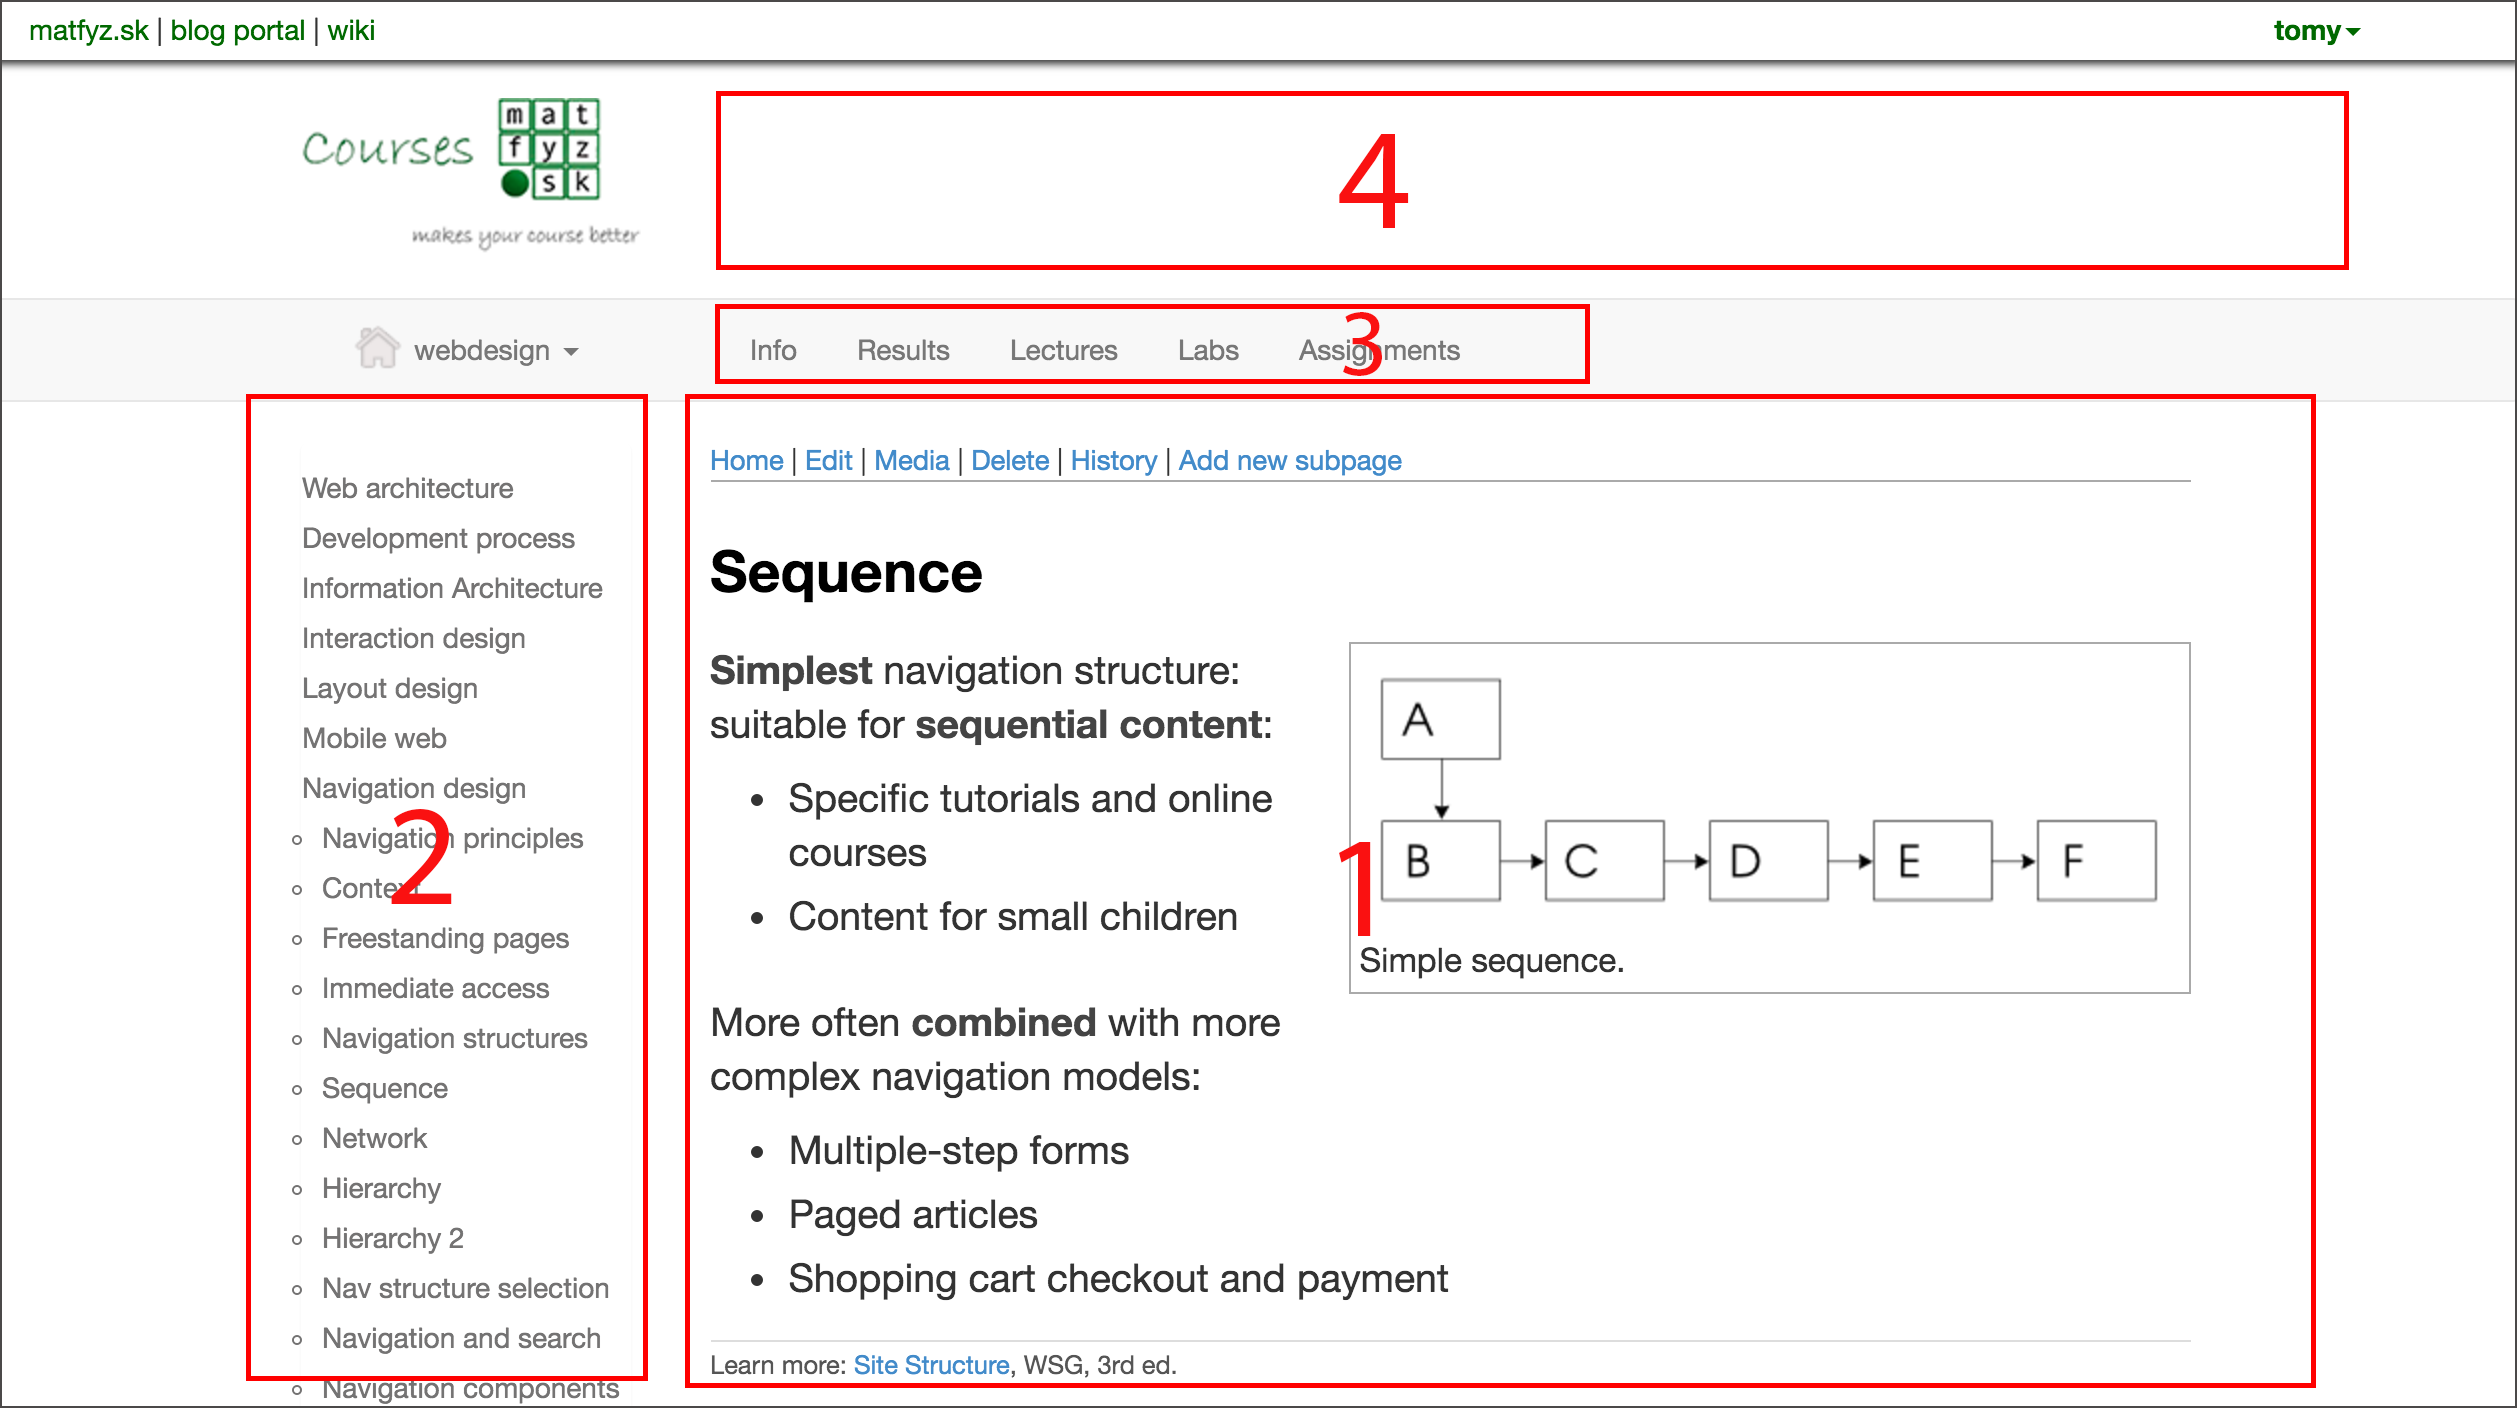 matfyz.sk | blog portal | wiki
tomy
Courses
m a t
f y z
s k
makes your course better
4
webdesign
Info Results Lectures Labs Assignments
3
Web architecture
Development process
Information Architecture
Interaction design
Layout design
Mobile web
Navigation design
Navigation principles
Context
Freestanding pages
Immediate access
Navigation structures
Sequence
Network
Hierarchy
Hierarchy 2
Nav structure selection
Navigation and search
Navigation components
2
Home | Edit | Media | Delete | History | Add new subpage
Sequence
Simplest navigation structure:
suitable for sequential content:
• Specific tutorials and online
courses
• Content for small children
More often combined with more
complex navigation models:
• Multiple-step forms
• Paged articles
• Shopping cart checkout and payment
A
B C D E F
1
Simple sequence.
Learn more: Site Structure, WSG, 3rd ed.